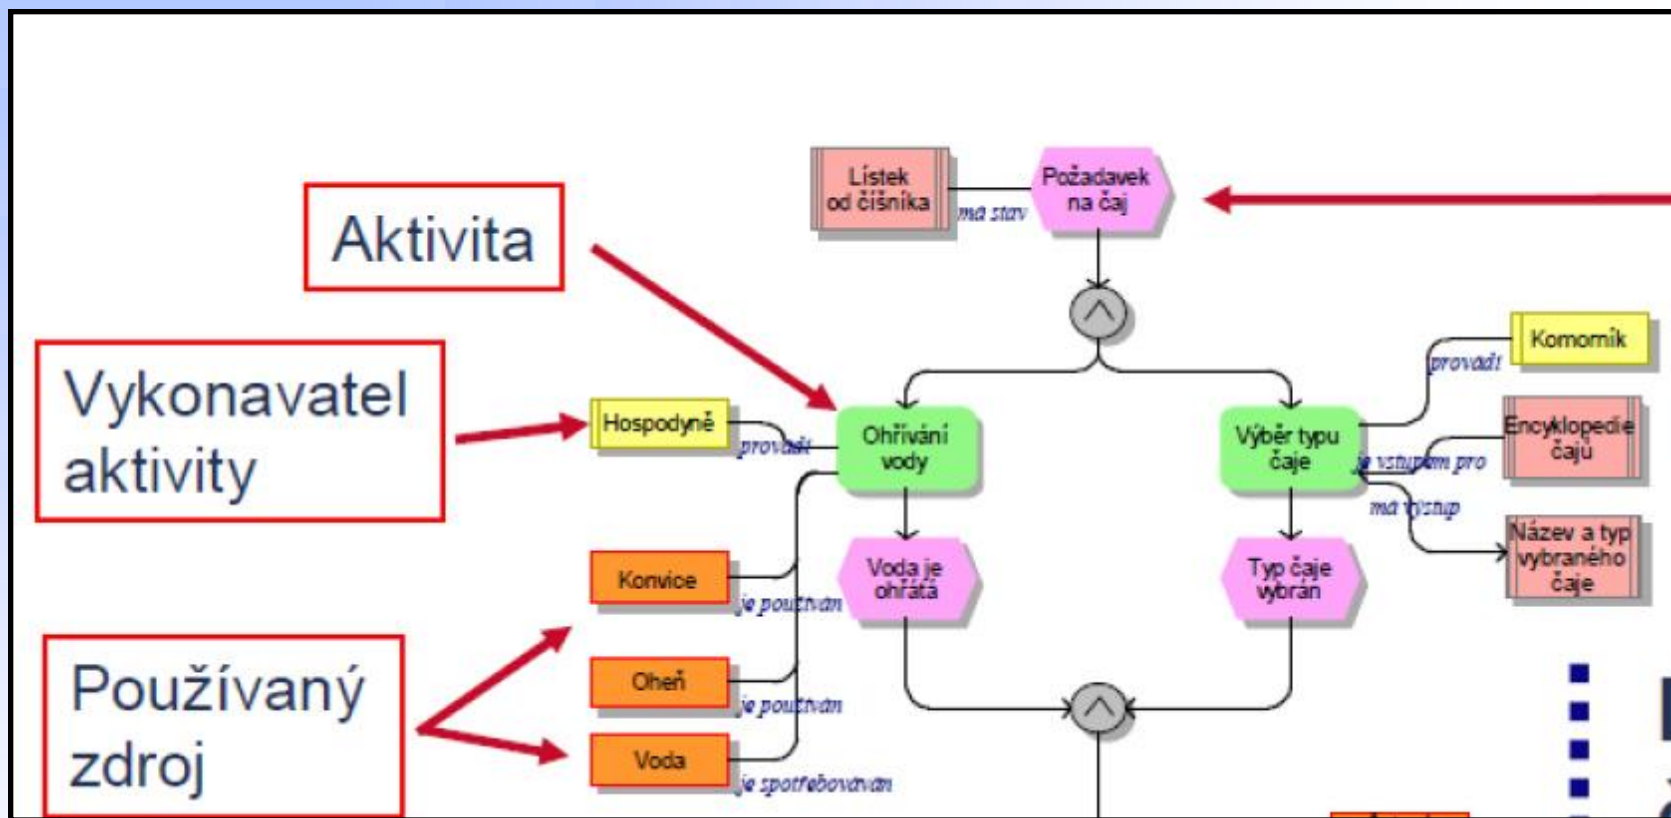 Lístek
od číšníka
má stav
Požadavek
na čaj
Aktivita
Vykonavatel
aktivity
Hospodyně
provádí
Ohřívání
vody
Výběr typu
čaje
provádí
Komorník
je vstupem pro
Encyklopedie
čajů
má výstup
Název a typ
vybraného
čaje
Konvice
je používán
Voda je
ohřátá
Typ čaje
vybrán
Používaný
zdroj
Oheň
je používán
Voda
je spotřebováván